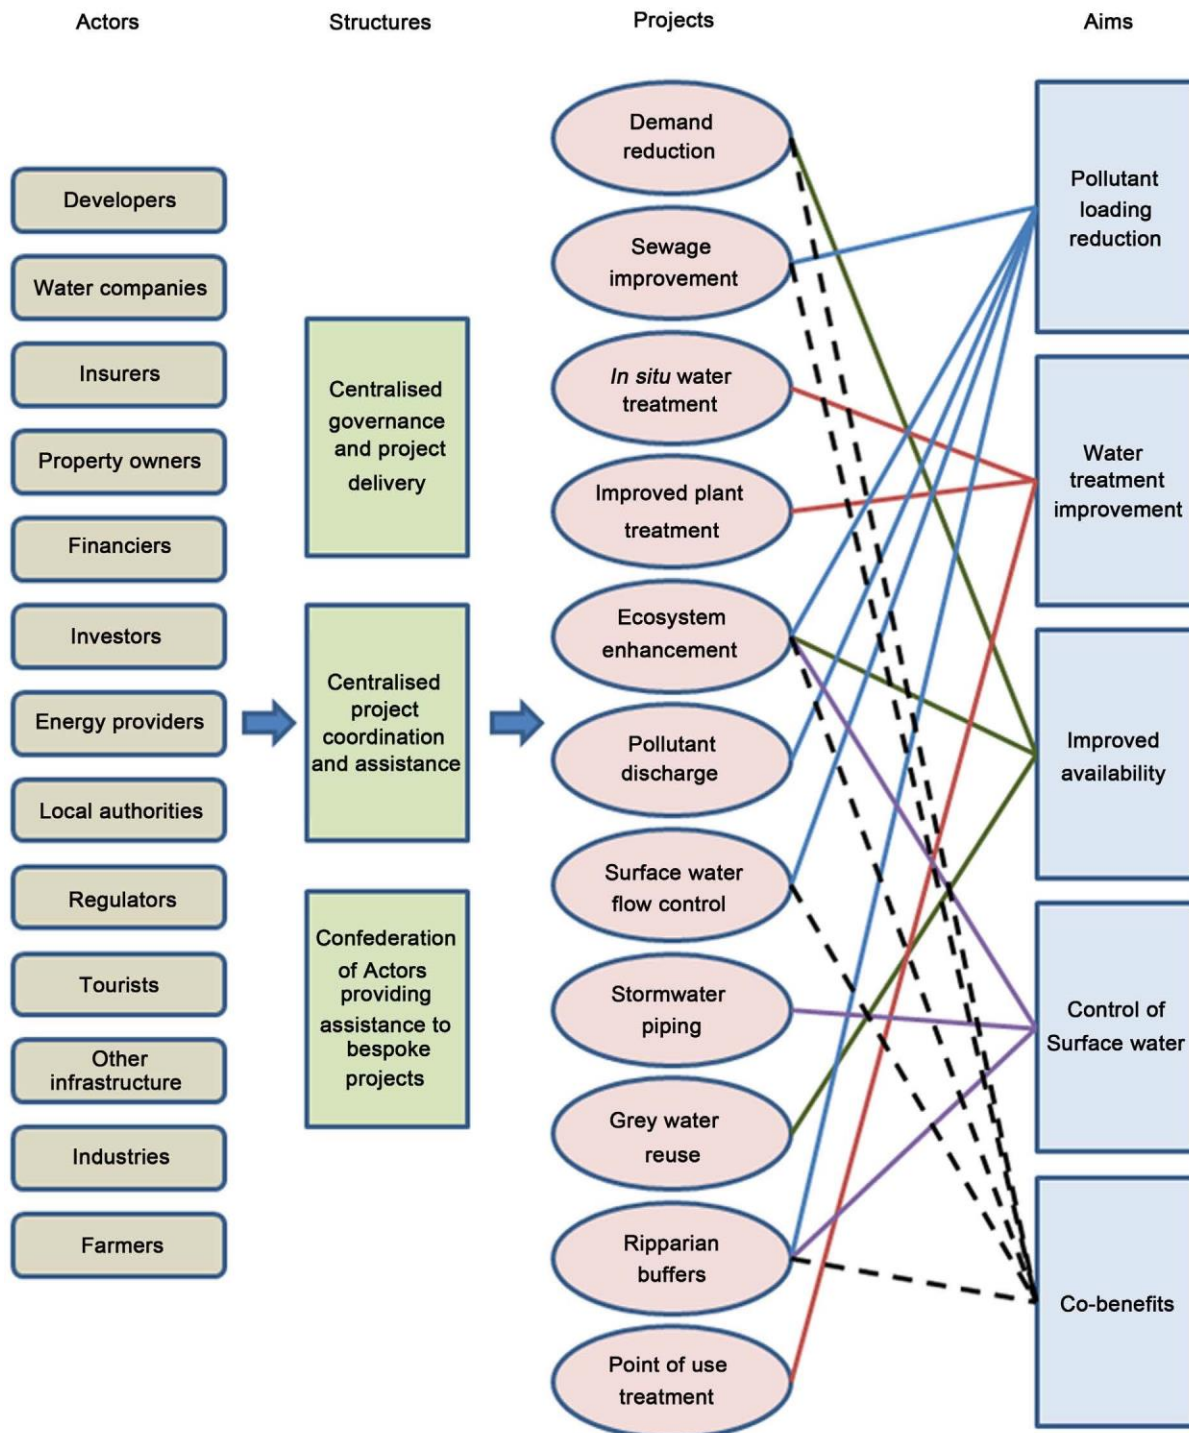 Actors
Structures
Projects
Aims
Developers
Water companies
Insurers
Property owners
Financiers
Investors
Energy providers
Local authorities
Regulators
Tourists
Other
infrastructure
Industries
Farmers
Centralised
governance
and project
delivery
Centralised
project
coordination
and assistance
Confederation
of Actors
providing
assistance to
bespoke
projects
Demand
reduction
Sewage
improvement
In situ water
treatment
Improved plant
treatment
Ecosystem
enhancement
Pollutant
discharge
Surface water
flow control
Stormwater
piping
Grey water
reuse
Ripparian
buffers
Point of use
treatment
Pollutant
loading
reduction
Water
treatment
improvement
Improved
availability
Control of
Surface water
Co-benefits